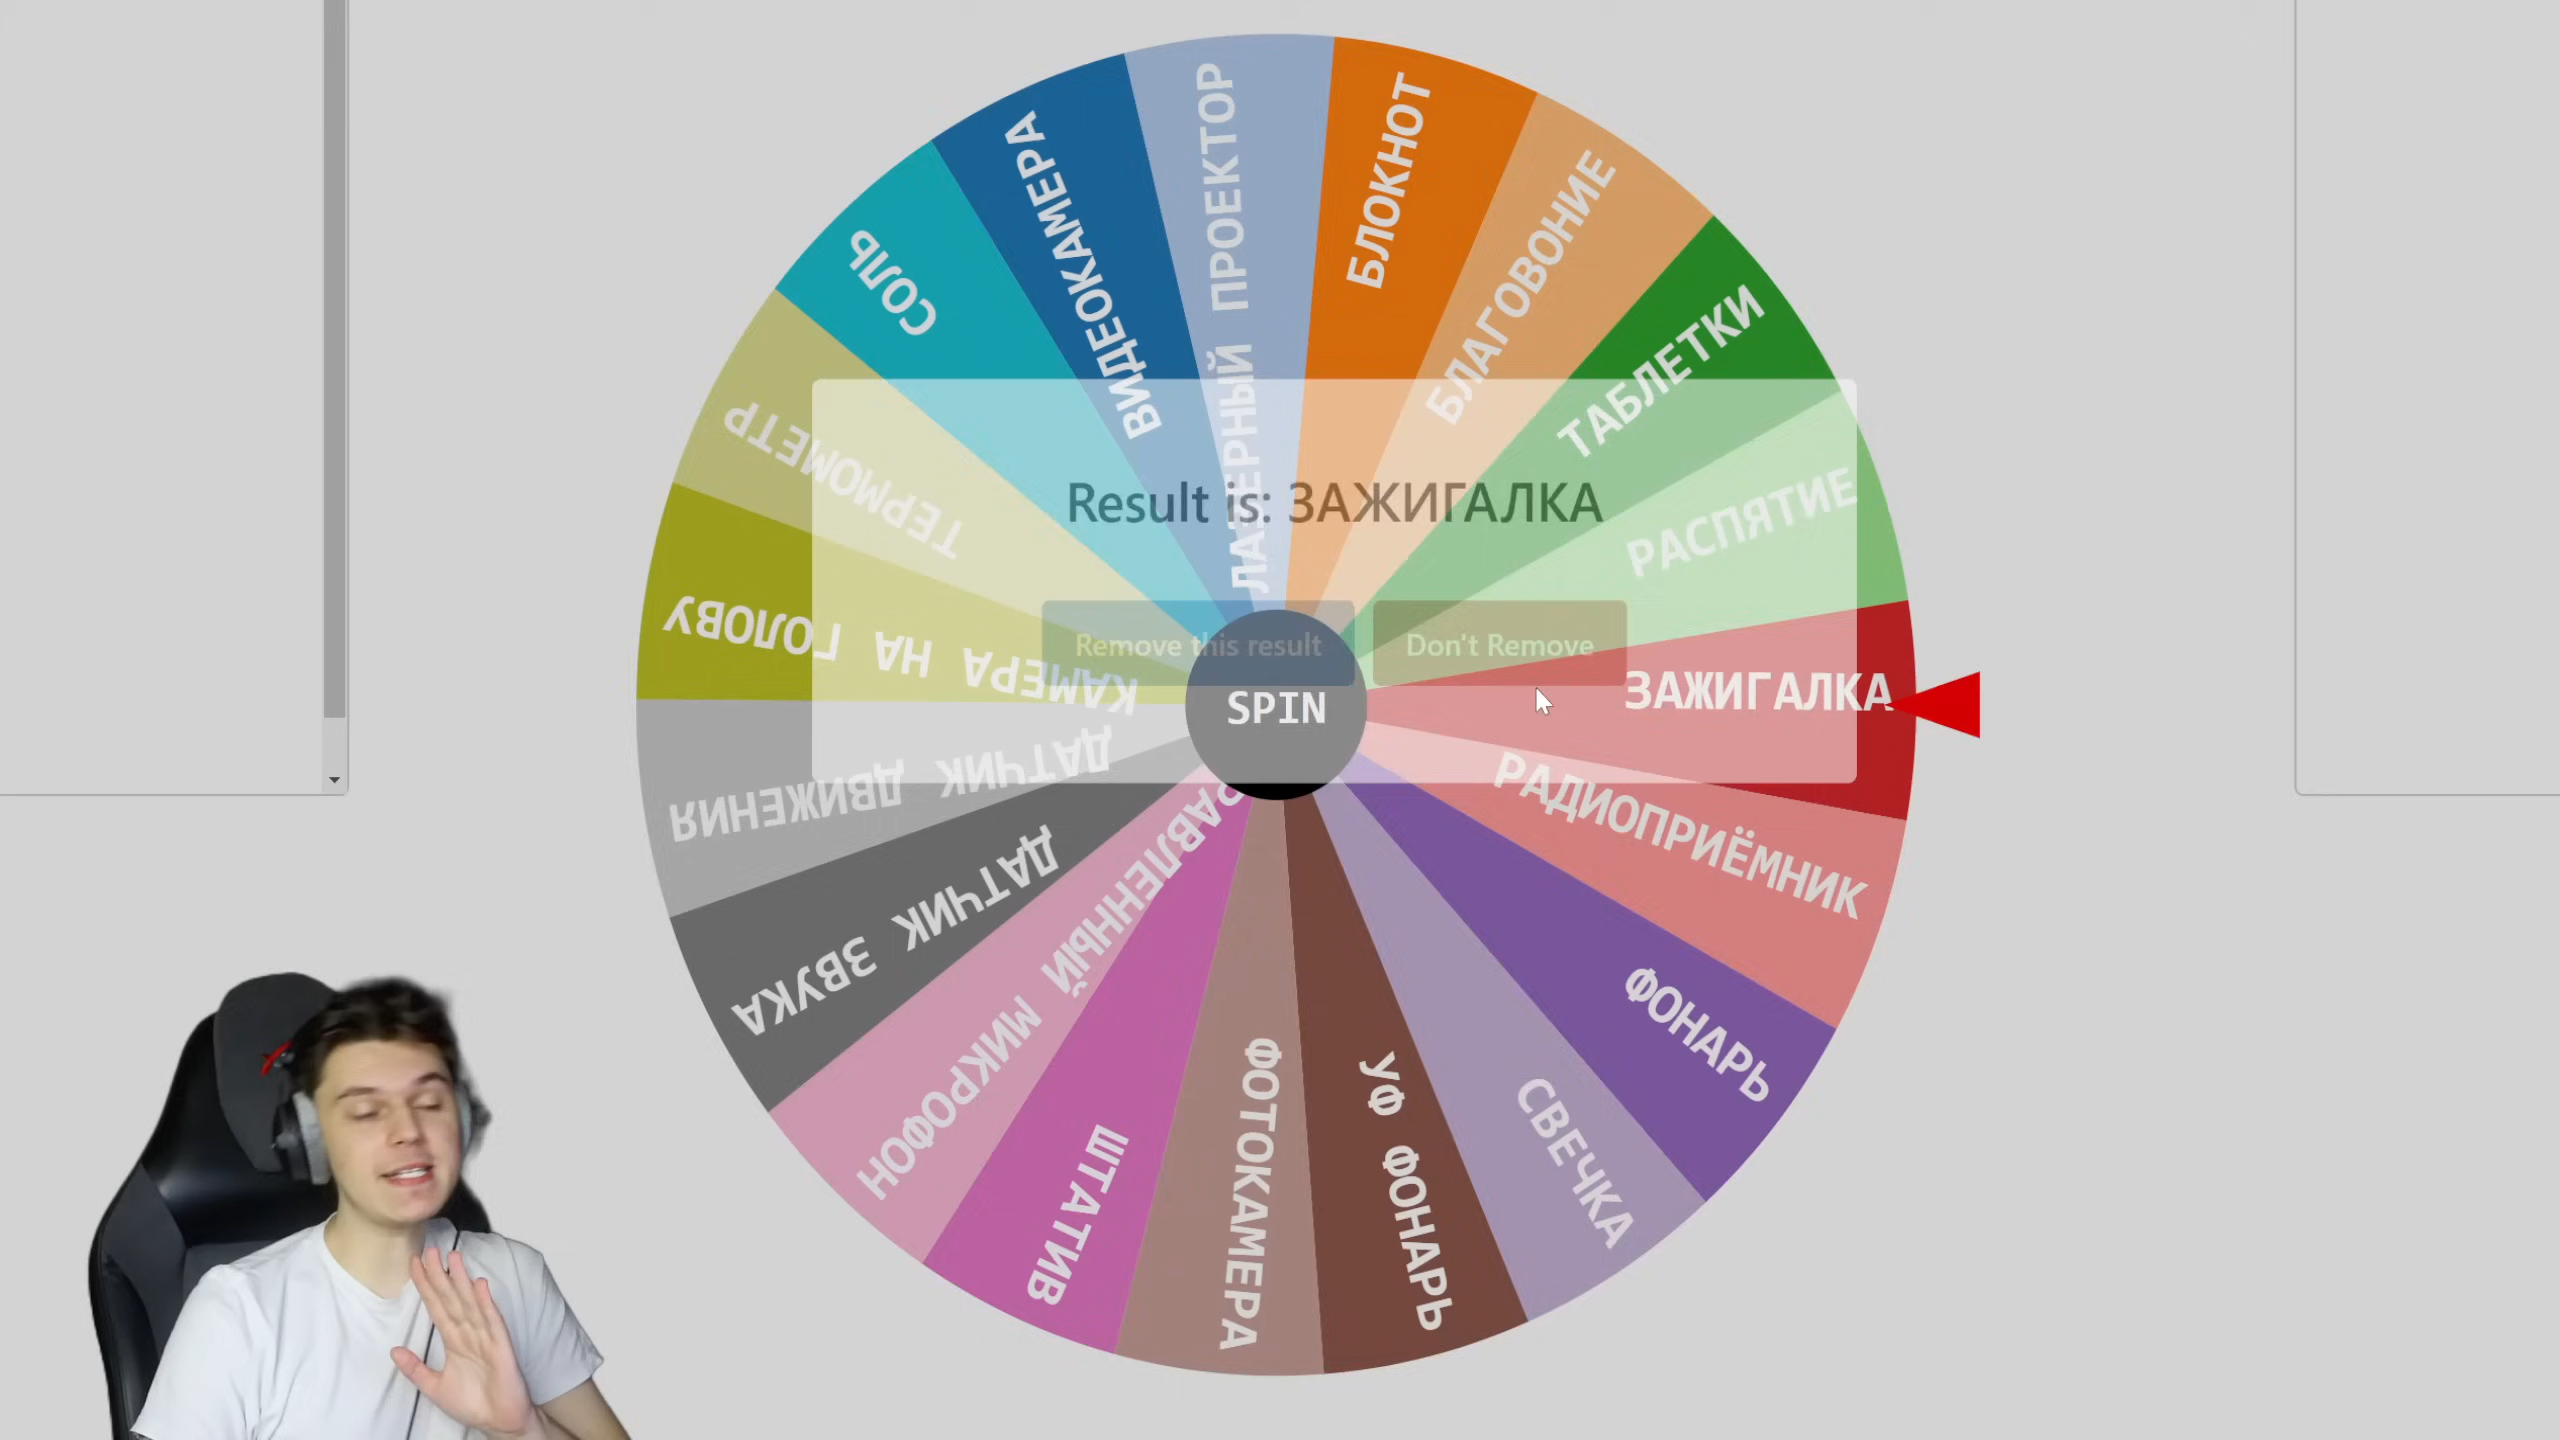 ЛАЗЕРНЫЙ ПРОЕКТОР
БЛОКНОТ
БЛАГОВОНИЕ
ТАБЛЕТКИ
РАСПЯТИЕ
ЗАЖИГАЛКА
РАДИОПРИЁМНИК
ФОНАРЬ
СВЕЧКА
УФ ФОНАРЬ
ФОТОКАМЕРА
ШТАТИВ
МИКРОФОН
ДАТЧИК ЗВУКА
ДАТЧИК ДВИЖЕНИЯ
КАМЕРА НА ГОЛОВУ
ТЕРМОМЕТР
СОЛЬ
ВИДЕОКАМЕРА
Result is: ЗАЖИГАЛКА
Remove this result
Don't Remove
SPIN